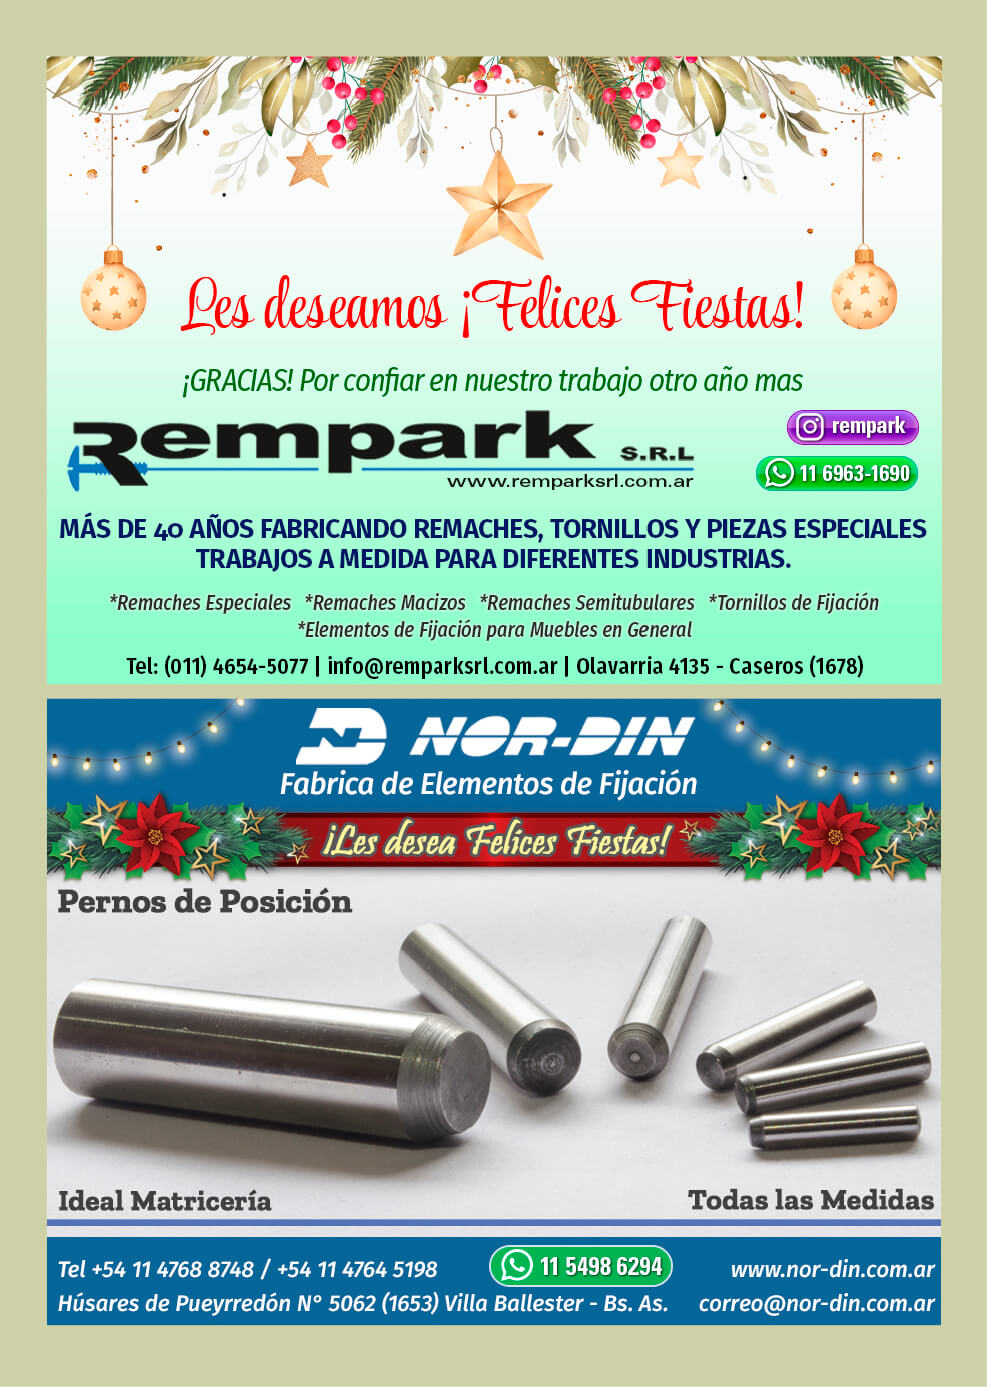 Les deseamos ¡Felices Fiestas!
¡GRACIAS! Por confiar en nuestro trabajo otro año mas
Rempark S.R.L
www.remparksrl.com.ar
rempark
11 6963-1690
MÁS DE 40 AÑOS FABRICANDO REMACHES, TORNILLOS Y PIEZAS ESPECIALES
TRABAJOS A MEDIDA PARA DIFERENTES INDUSTRIAS.
*Remaches Especiales *Remaches Macizos *Remaches Semitubulares *Tornillos de Fijación
*Elementos de Fijación para Muebles en General
Tel: (011) 4654-5077 | info@remparksrl.com.ar | Olavarria 4135 - Caseros (1678)
ND NOR-DIN
Fabrica de Elementos de Fijación
¡Les desea Felices Fiestas!
Pernos de Posición
Ideal Matricería
Todas las Medidas
Tel +54 11 4768 8748 / +54 11 4764 5198
11 5498 6294
www.nor-din.com.ar
Húsares de Pueyrredón N° 5062 (1653) Villa Ballester - Bs. As.
correo@nor-din.com.ar